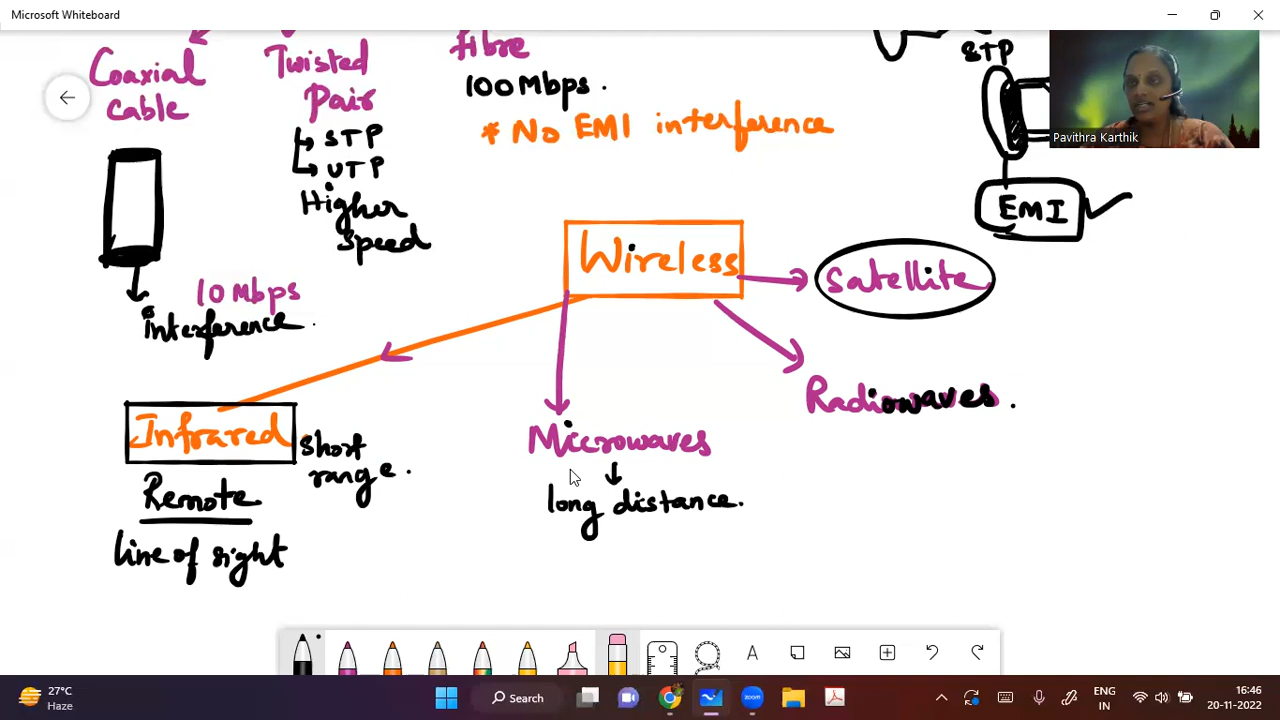 Microsoft Whiteboard
Coaxial
cable
Twisted
Pair
STP
UTP
Higher
Speed
fibre
100Mbps.
* No EMI interference
STP
Pavithra Karthik
EMI
10 Mbps
interference.
Wireless
Satellite
Radiowaves.
Microwaves
long distance.
Infrared
Short
range.
Remote
line of sight
A
27°C
Haze
Search
zoom
ENG
IN
16:46
20-11-2022